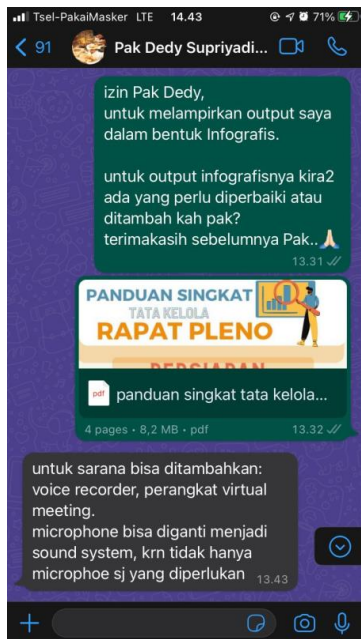 Tsel-PakaiMasker LTE 14.43 71%
91 Pak Dedy Supriyadi...
izin Pak Dedy,
untuk melampirkan output saya
dalam bentuk Infografis.
untuk output infografisnya kira2
ada yang perlu diperbaiki atau
ditambah kah pak?
terimakasih sebelumnya Pak..🙏🏻
13.31
PANDUAN SINGKAT
TATA KELOLA
RAPAT PLENO
PERSIAPAN
pdf panduan singkat tata kelola...
4 pages • 8,2 MB • pdf 13.32
untuk sarana bisa ditambahkan:
voice recorder, perangkat virtual
meeting.
microphone bisa diganti menjadi
sound system, krn tidak hanya
microphoe sj yang diperlukan 13.43